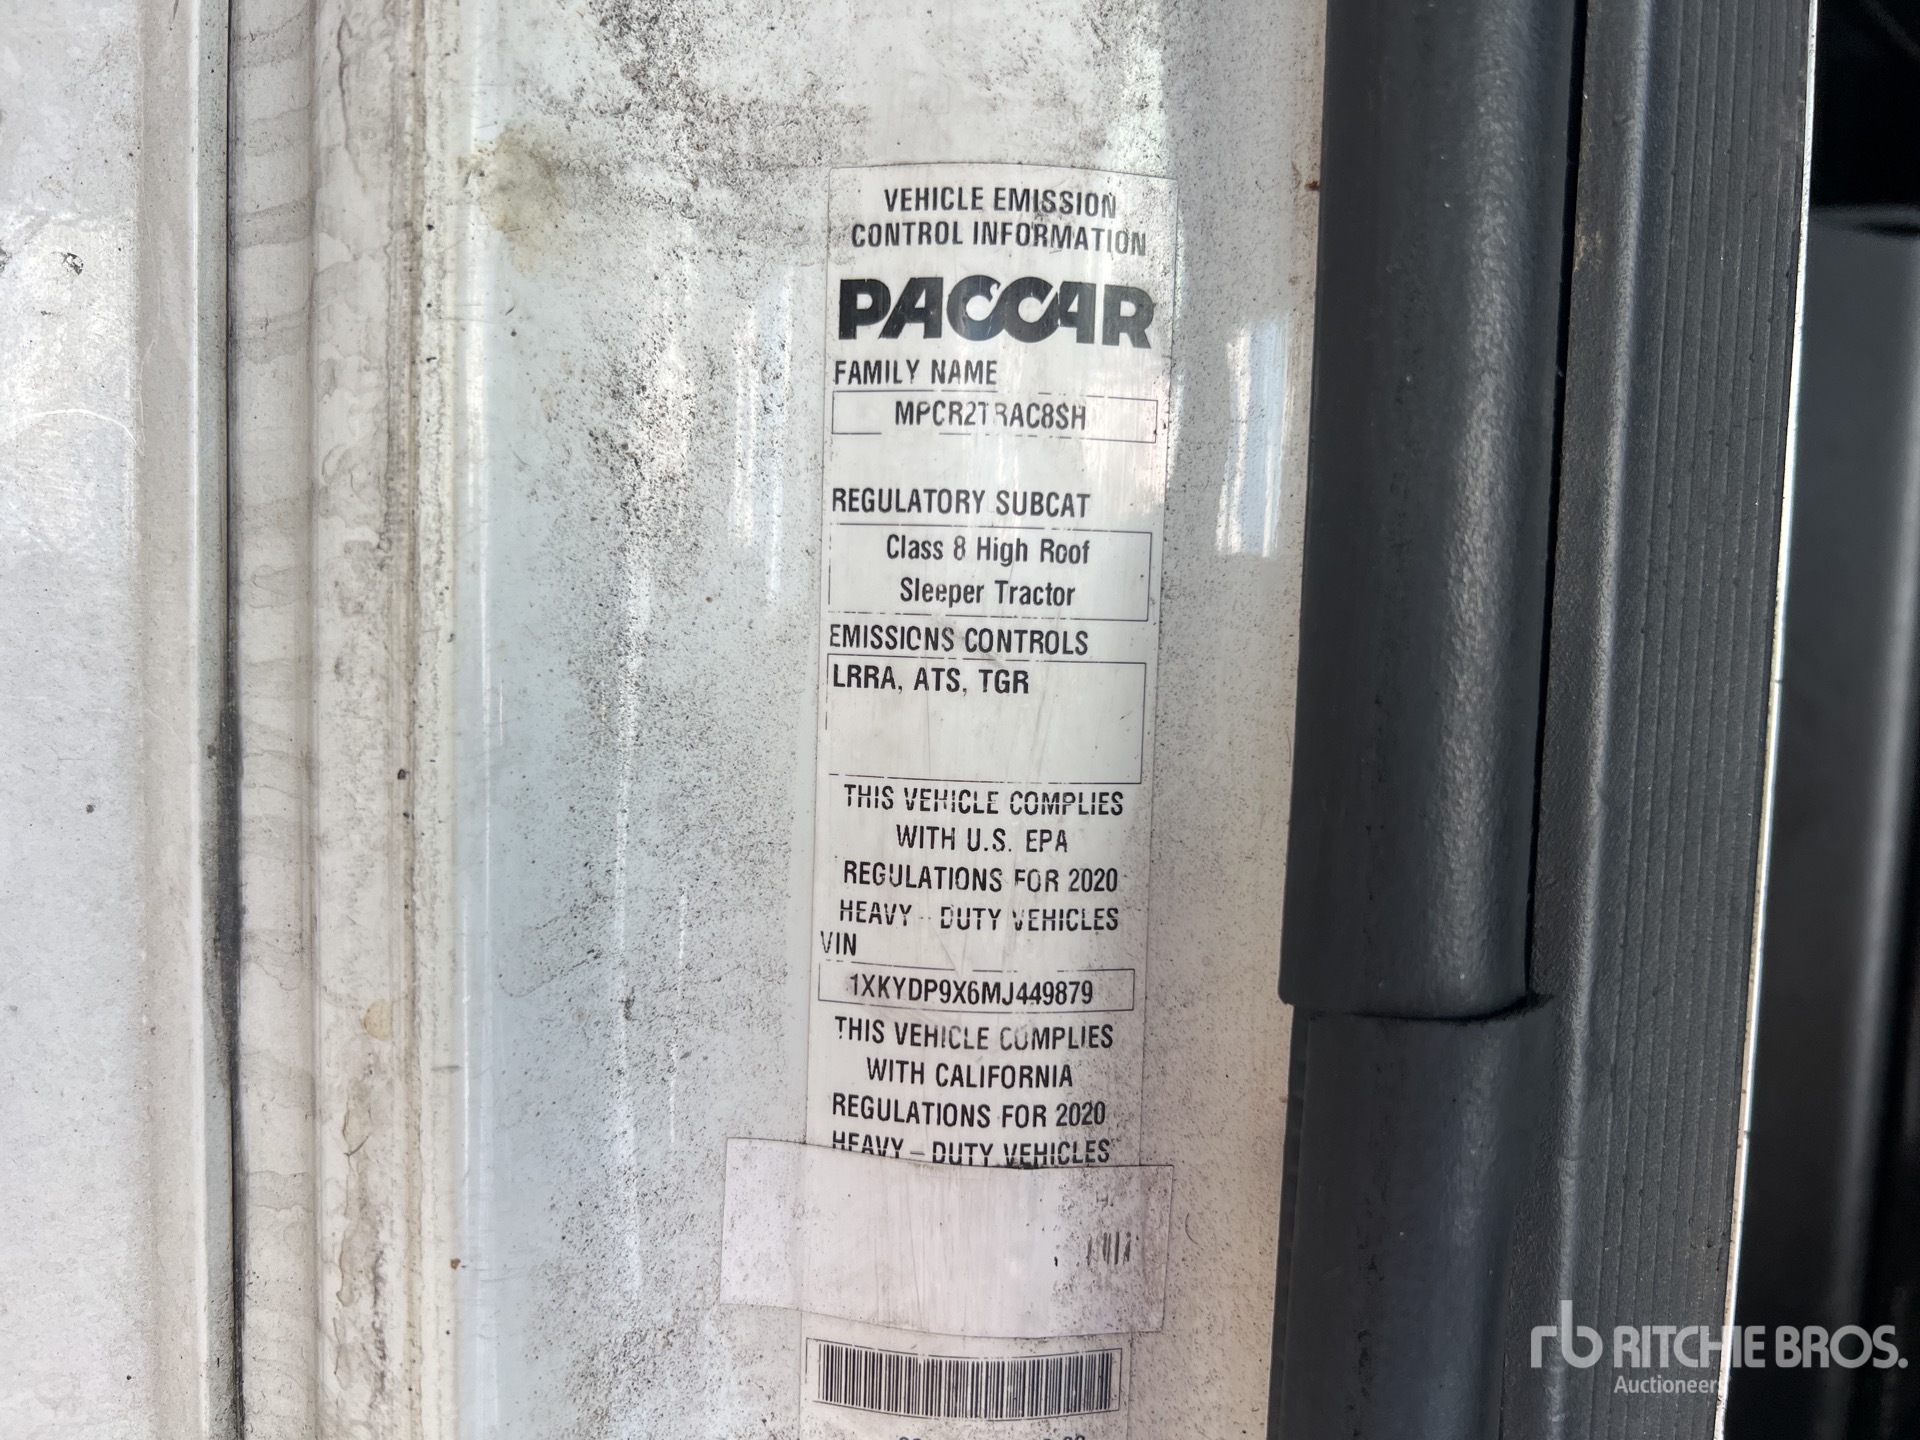 VEHICLE EMISSION
CONTROL INFORMATION
PACCAR
FAMILY NAME
MPCR2TRAC8SH
REGULATORY SUBCAT
Class 8 High Roof
Sleeper Tractor
EMISSIONS CONTROLS
LRRA, ATS, TGR
THIS VEHICLE COMPLIES
WITH U.S. EPA
REGULATIONS FOR 2020
HEAVY - DUTY VEHICLES
VIN
1XKYDP9X6MJ449879
THIS VEHICLE COMPLIES
WITH CALIFORNIA
REGULATIONS FOR 2020
HEAVY - DUTY VEHICLES
rb RITCHIE BROS.
Auctioneers